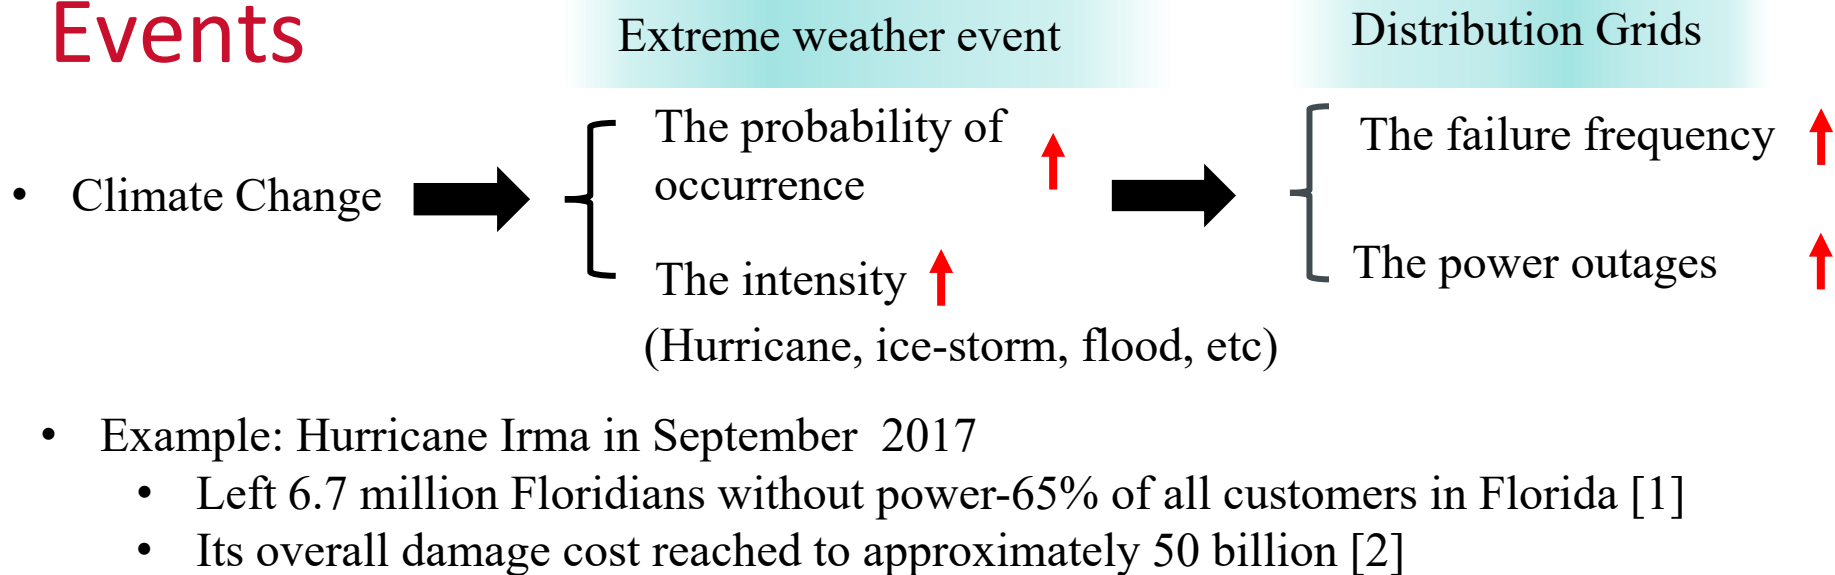 Events
Extreme weather event
Distribution Grids
• Climate Change
The probability of
occurrence
The intensity
(Hurricane, ice-storm, flood, etc)
The failure frequency
The power outages
• Example: Hurricane Irma in September  2017
• Left 6.7 million Floridians without power-65% of all customers in Florida [1]
• Its overall damage cost reached to approximately 50 billion [2]